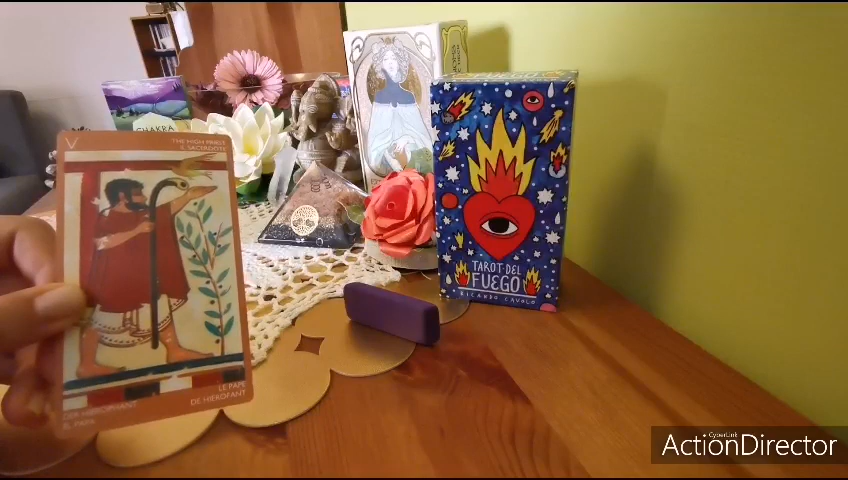 V
THE HIGH PRIEST
IL SACERDOTE
LE PAPE
DE HIEROFANT
DER HIEROPHANT
EL PAPA
CHAKRA
TAROT DEL
FUEGO
RICARDO CAVOLO
CyberLink
ActionDirector